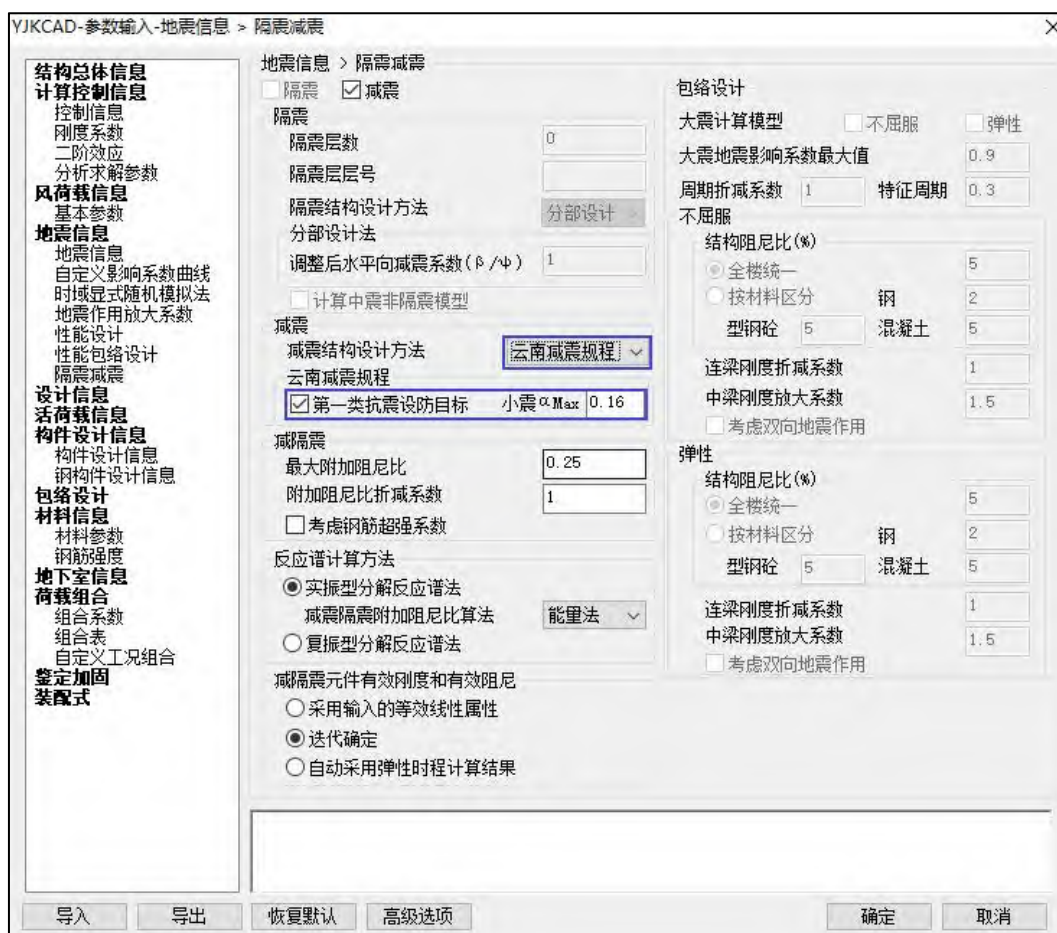 YJKCAD-参数输入-地震信息 > 隔震减震
结构总体信息
计算控制信息
控制信息
刚度系数
二阶效应
分析求解参数
风荷载信息
基本参数
地震信息
地震信息
自定义影响系数曲线
时域显式随机模拟法
地震作用放大系数
性能设计
性能包络设计
隔震减震
设计信息
活荷载信息
构件设计信息
构件设计信息
钢构件设计信息
包络设计
材料信息
材料参数
钢筋强度
地下室信息
荷载组合
组合系数
组合表
自定义工况组合
鉴定加固
装配式
地震信息 > 隔震减震
隔震 减震
隔震
隔震层数 0
隔震层层号
隔震结构设计方法 分部设计
分部设计法
调整后水平向减震系数(β/ψ) 1
计算中震非隔震模型
减震
减震结构设计方法 云南减震规程
云南减震规程
第一类抗震设防目标 小震αMax 0.16
减隔震
最大附加阻尼比 0.25
附加阻尼比折减系数 1
考虑钢筋超强系数
反应谱计算方法
实振型分解反应谱法
减震隔震附加阻尼比算法 能量法
复振型分解反应谱法
减隔震元件有效刚度和有效阻尼
采用输入的等效线性属性
迭代确定
自动采用弹性时程计算结果
包络设计
大震计算模型 不屈服 弹性
大震地震影响系数最大值 0.9
周期折减系数 1 特征周期 0.3
不屈服
结构阻尼比(%)
全楼统一 5
按材料区分 钢 2
型钢砼 5 混凝土 5
连梁刚度折减系数 1
中梁刚度放大系数 1.5
考虑双向地震作用
弹性
结构阻尼比(%)
全楼统一 5
按材料区分 钢 2
型钢砼 5 混凝土 5
连梁刚度折减系数 1
中梁刚度放大系数 1.5
考虑双向地震作用
导入 导出 恢复默认 高级选项 确定 取消